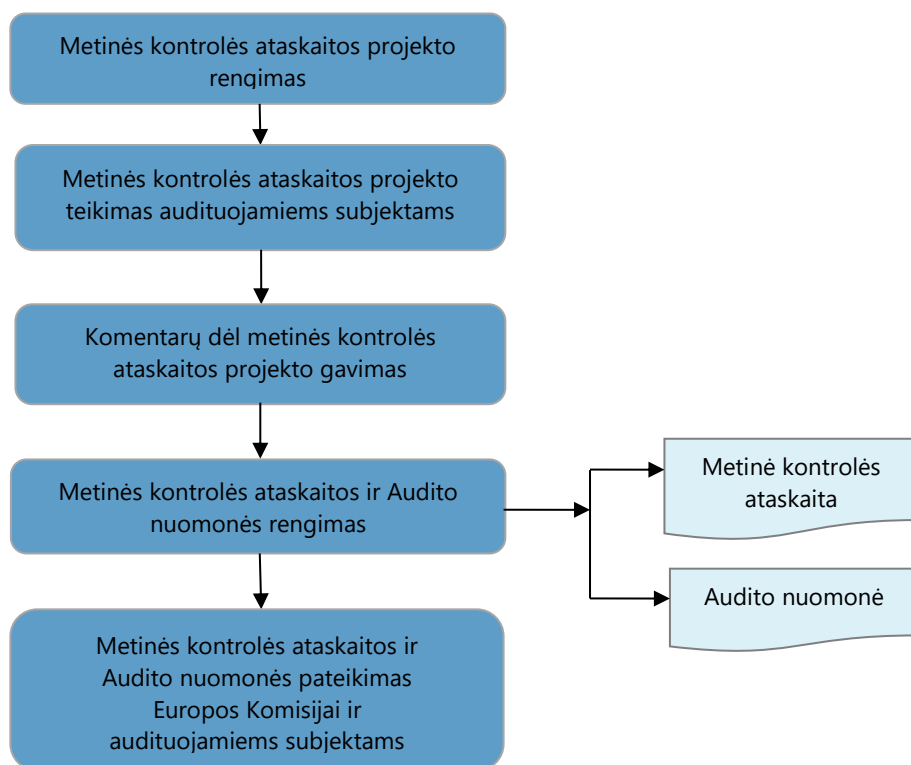 Metinės kontrolės ataskaitos projekto
rengimas
Metinės kontrolės ataskaitos projekto
teikimas audituojamiems subjektams
Komentarų dėl metinės kontrolės
ataskaitos projekto gavimas
Metinės kontrolės ataskaitos ir Audito
nuomonės rengimas
Metinė kontrolės
ataskaita
Audito nuomonė
Metinės kontrolės ataskaitos ir
Audito nuomonės pateikimas
Europos Komisijai ir
audituojamiems subjektams